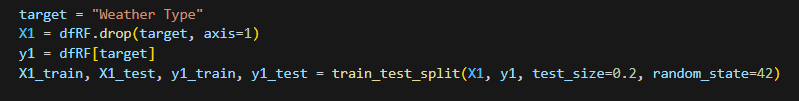 target = "Weather Type"
X1 = dfRF.drop(target, axis=1)
y1 = dfRF[target]
X1_train, X1_test, y1_train, y1_test = train_test_split(X1, y1, test_size=0.2, random_state=42)